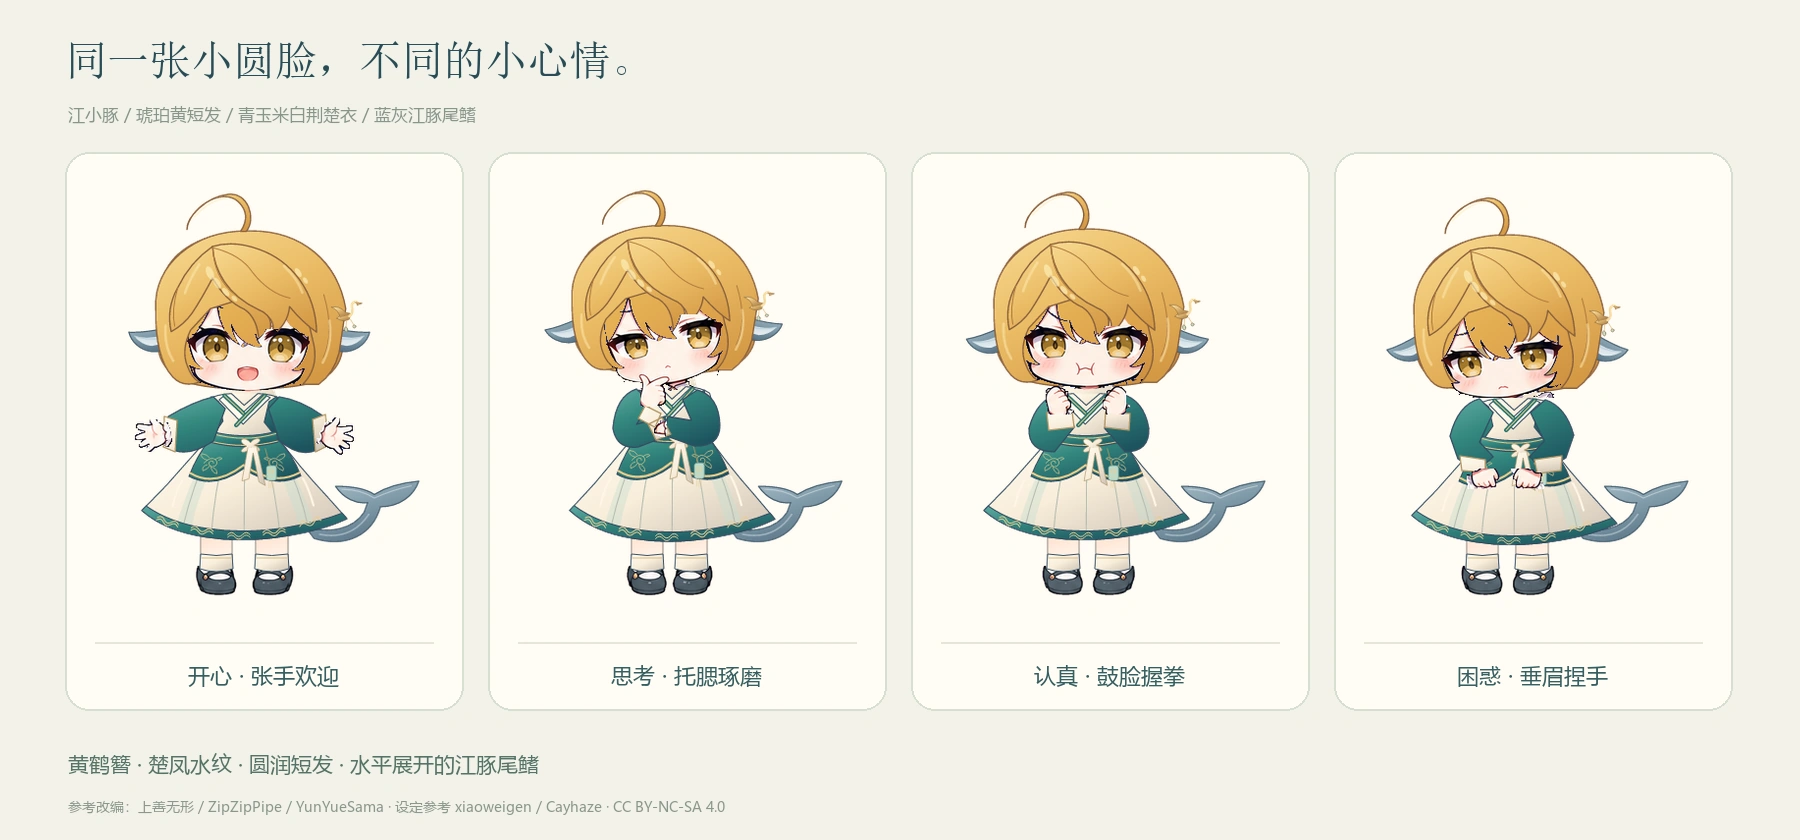 同一张小圆脸，不同的小心情。
江小豚 / 琥珀黄短发 / 青玉米白荆楚衣 / 蓝灰江豚尾鳍
开心 · 张手欢迎
思考 · 托腮琢磨
认真 · 鼓脸握拳
困惑 · 垂眉捏手
黄鹤簪 · 楚凤水纹 · 圆润短发 · 水平展开的江豚尾鳍
参考改编：上善无形 / ZipZipPipe / YunYueSama · 设定参考 xiaoweigen / Cayhaze · CC BY-NC-SA 4.0